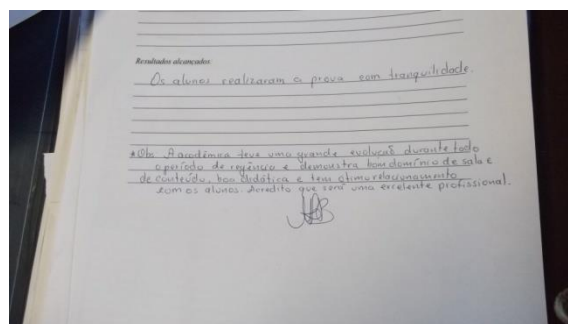 Resultados alcançados:
Os alunos realizaram a prova com tranquilidade.
*Obs: A acadêmica teve uma grande evolução durante todo
o período de regência e demonstra bom domínio de sala e
de conteúdo, boa didática e tem ótimo relacionamento
com os alunos. Acredito que será uma excelente profissional.